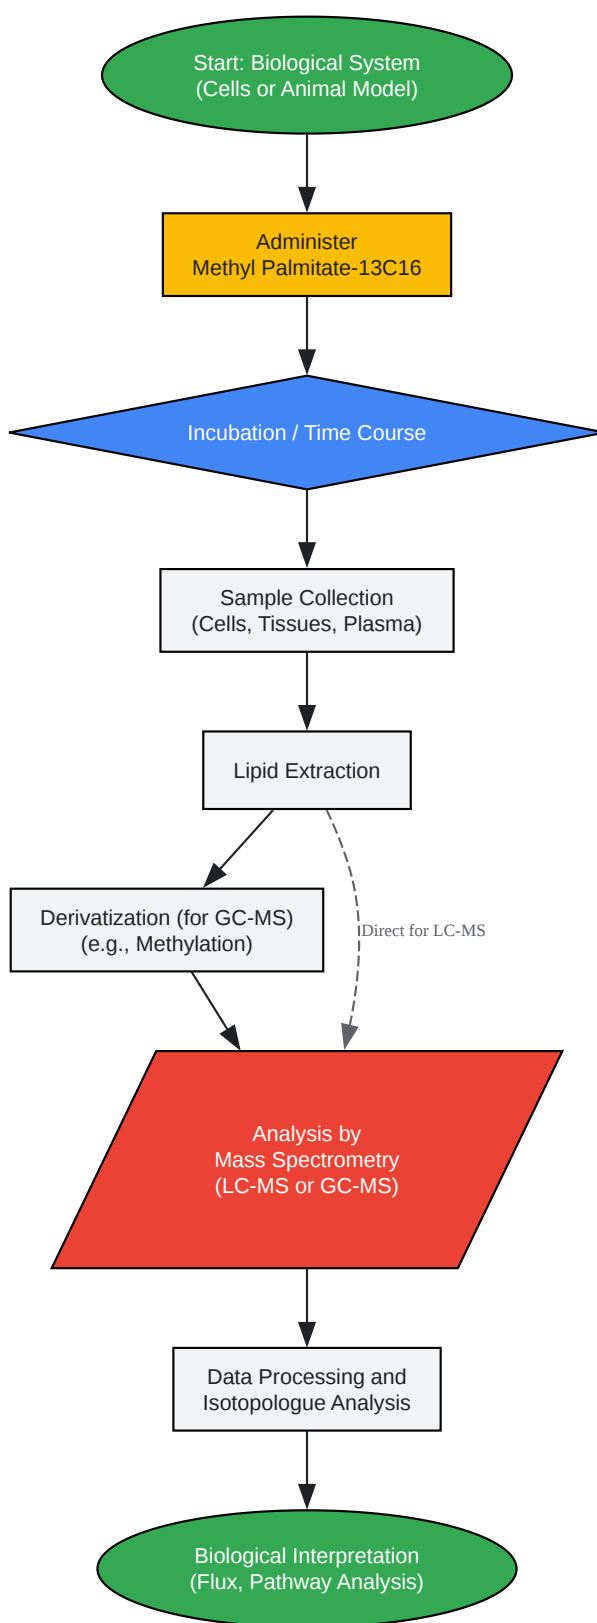 Start: Biological System
(Cells or Animal Model)
Administer
Methyl Palmitate-13C16
Incubation / Time Course
Sample Collection
(Cells, Tissues, Plasma)
Lipid Extraction
Derivatization (for GC-MS)
(e.g., Methylation)
Direct for LC-MS
Analysis by
Mass Spectrometry
(LC-MS or GC-MS)
Data Processing and
Isotopologue Analysis
Biological Interpretation
(Flux, Pathway Analysis)